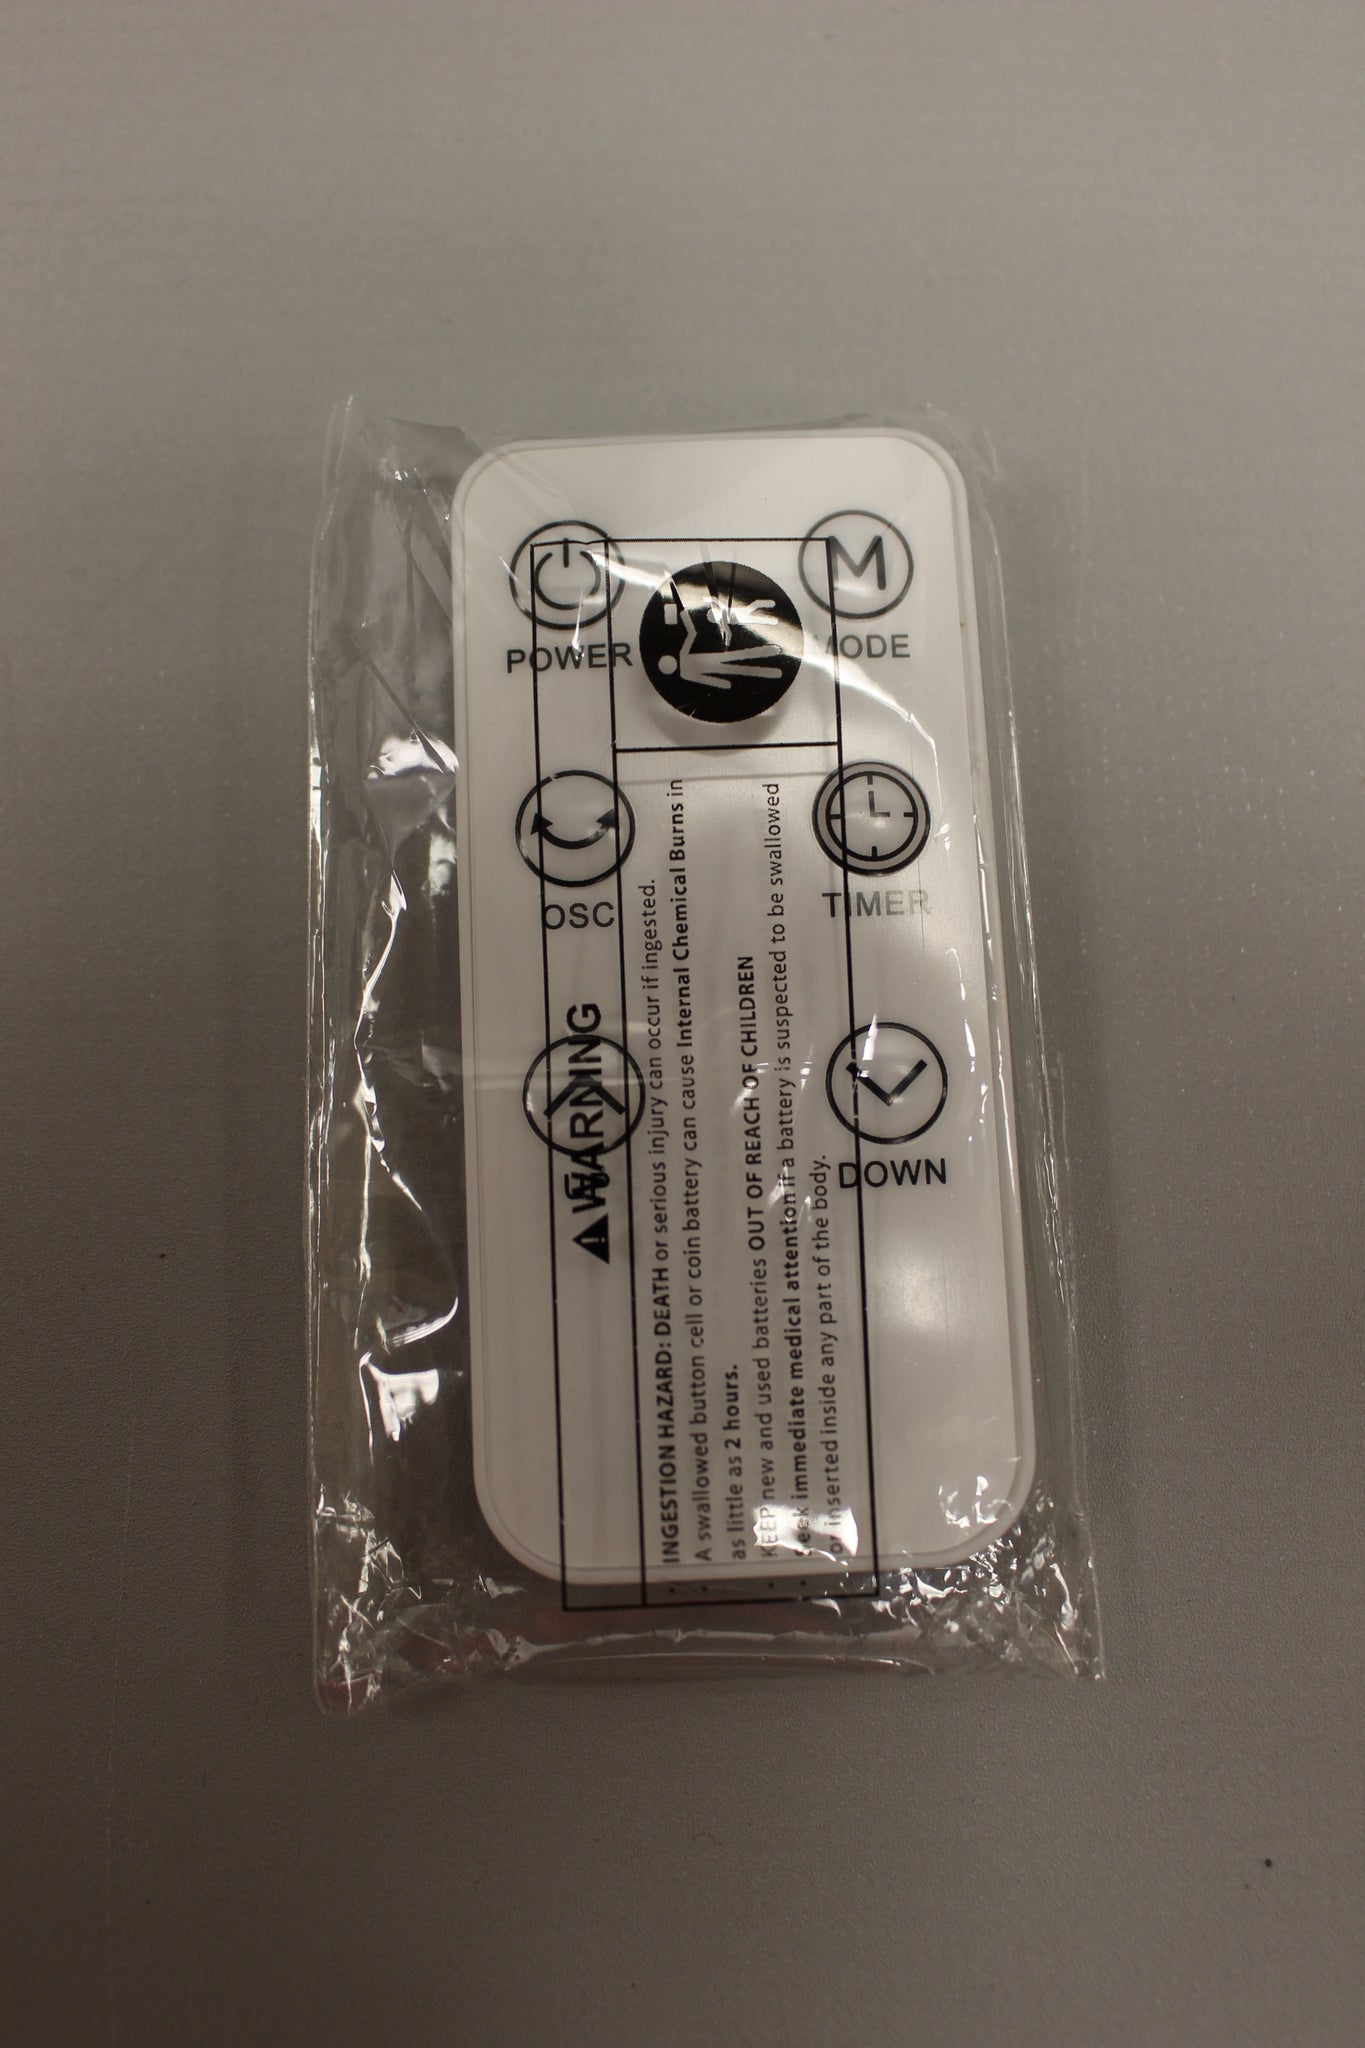 POWER
MODE
OSC
TIMER
DOWN
WARNING
INGESTION HAZARD: DEATH or serious injury can occur if ingested.
A swallowed button cell or coin battery can cause Internal Chemical Burns in
as little as 2 hours.
KEEP new and used batteries OUT OF REACH OF CHILDREN
Seek immediate medical attention if a battery is suspected to be swallowed
or inserted inside any part of the body.